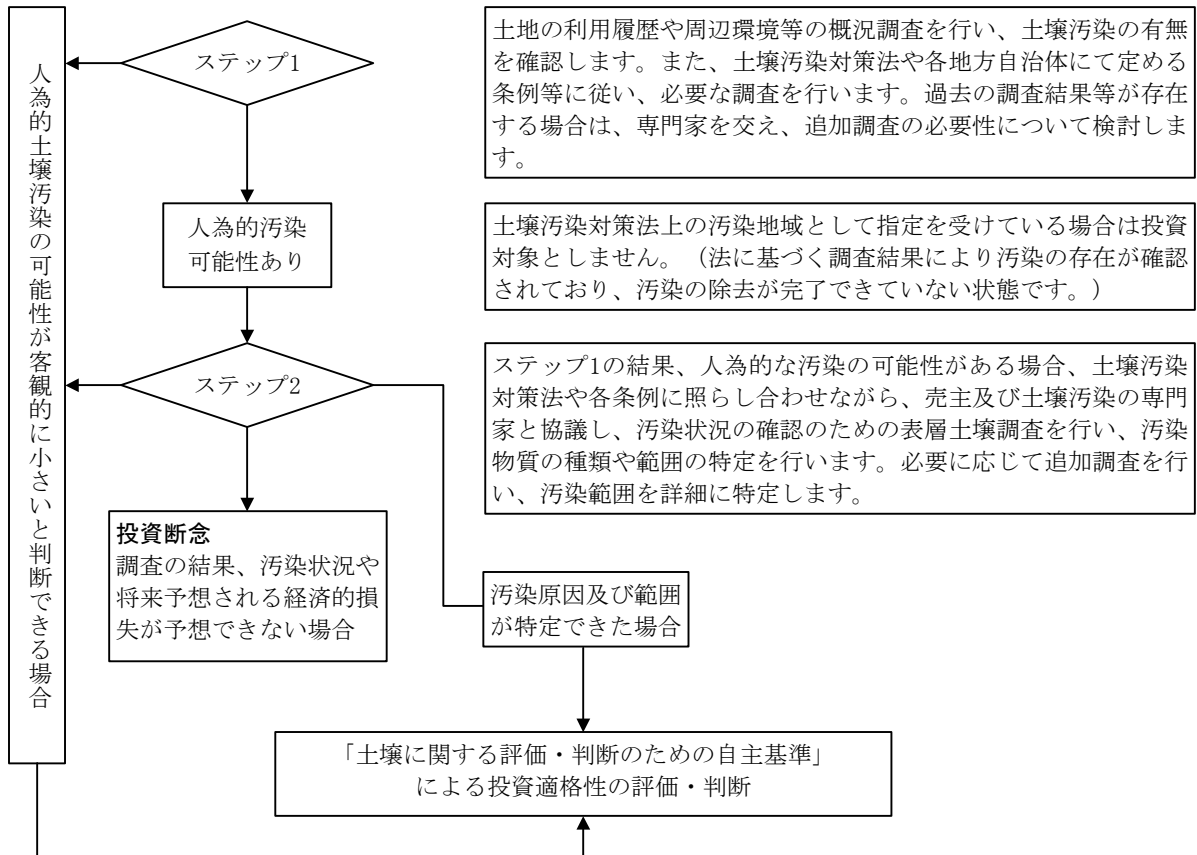 人為的土壌汚染の可能性が客観的に小さいと判断できる場合
ステップ1
土地の利用履歴や周辺環境等の概況調査を行い、土壌汚染の有無
を確認します。また、土壌汚染対策法や各地方自治体にて定める
条例等に従い、必要な調査を行います。過去の調査結果等が存在
する場合は、専門家を交え、追加調査の必要性について検討しま
す。
人為的汚染
可能性あり
土壌汚染対策法上の汚染地域として指定を受けている場合は投資
対象としません。（法に基づく調査結果により汚染の存在が確認
されており、汚染の除去が完了できていない状態です。）
ステップ2
ステップ1の結果、人為的な汚染の可能性がある場合、土壌汚染
対策法や各条例に照らし合わせながら、売主及び土壌汚染の専門
家と協議し、汚染状況の確認のための表層土壌調査を行い、汚染
物質の種類や範囲の特定を行います。必要に応じて追加調査を行
い、汚染範囲を詳細に特定します。
投資断念
調査の結果、汚染状況や
将来予想される経済的損
失が予想できない場合
汚染原因及び範囲
が特定できた場合
「土壌に関する評価・判断のための自主基準」
による投資適格性の評価・判断